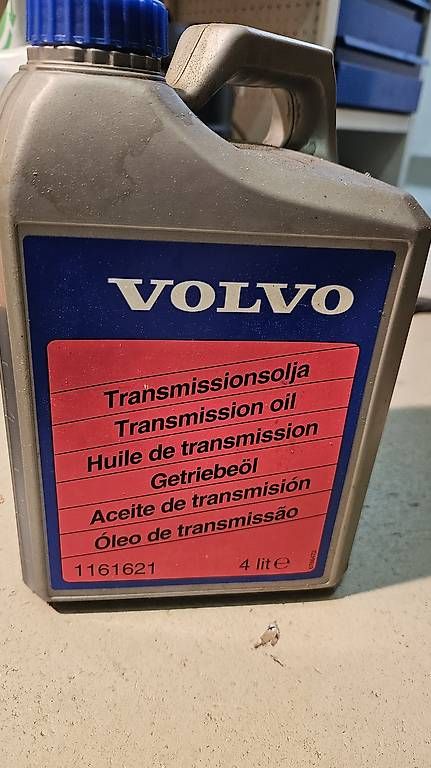 VOLVO
Transmissionsolja
Transmission oil
Huile de transmission
Getriebeöl
Aceite de transmisión
Óleo de transmissão
1161621 4 lit℮